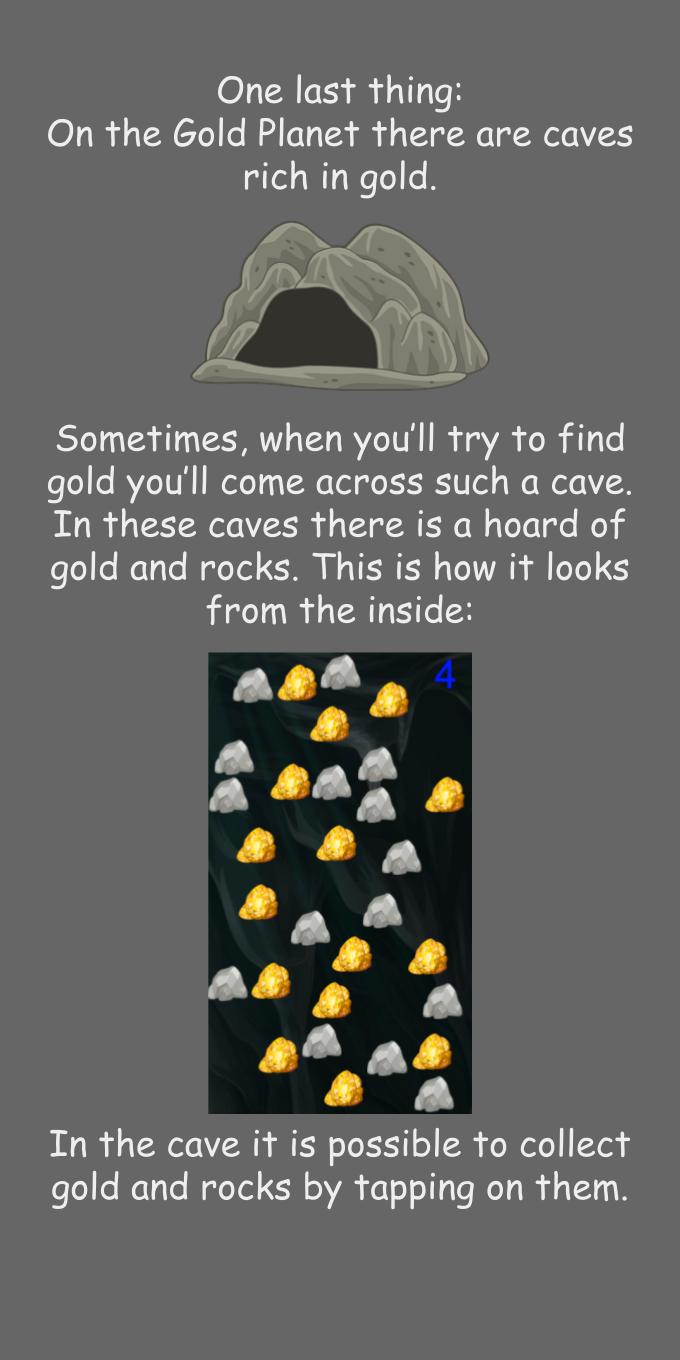 One last thing:
On the Gold Planet there are caves
rich in gold.
Sometimes, when you’ll try to find
gold you’ll come across such a cave.
In these caves there is a hoard of
gold and rocks. This is how it looks
from the inside:
4
In the cave it is possible to collect
gold and rocks by tapping on them.